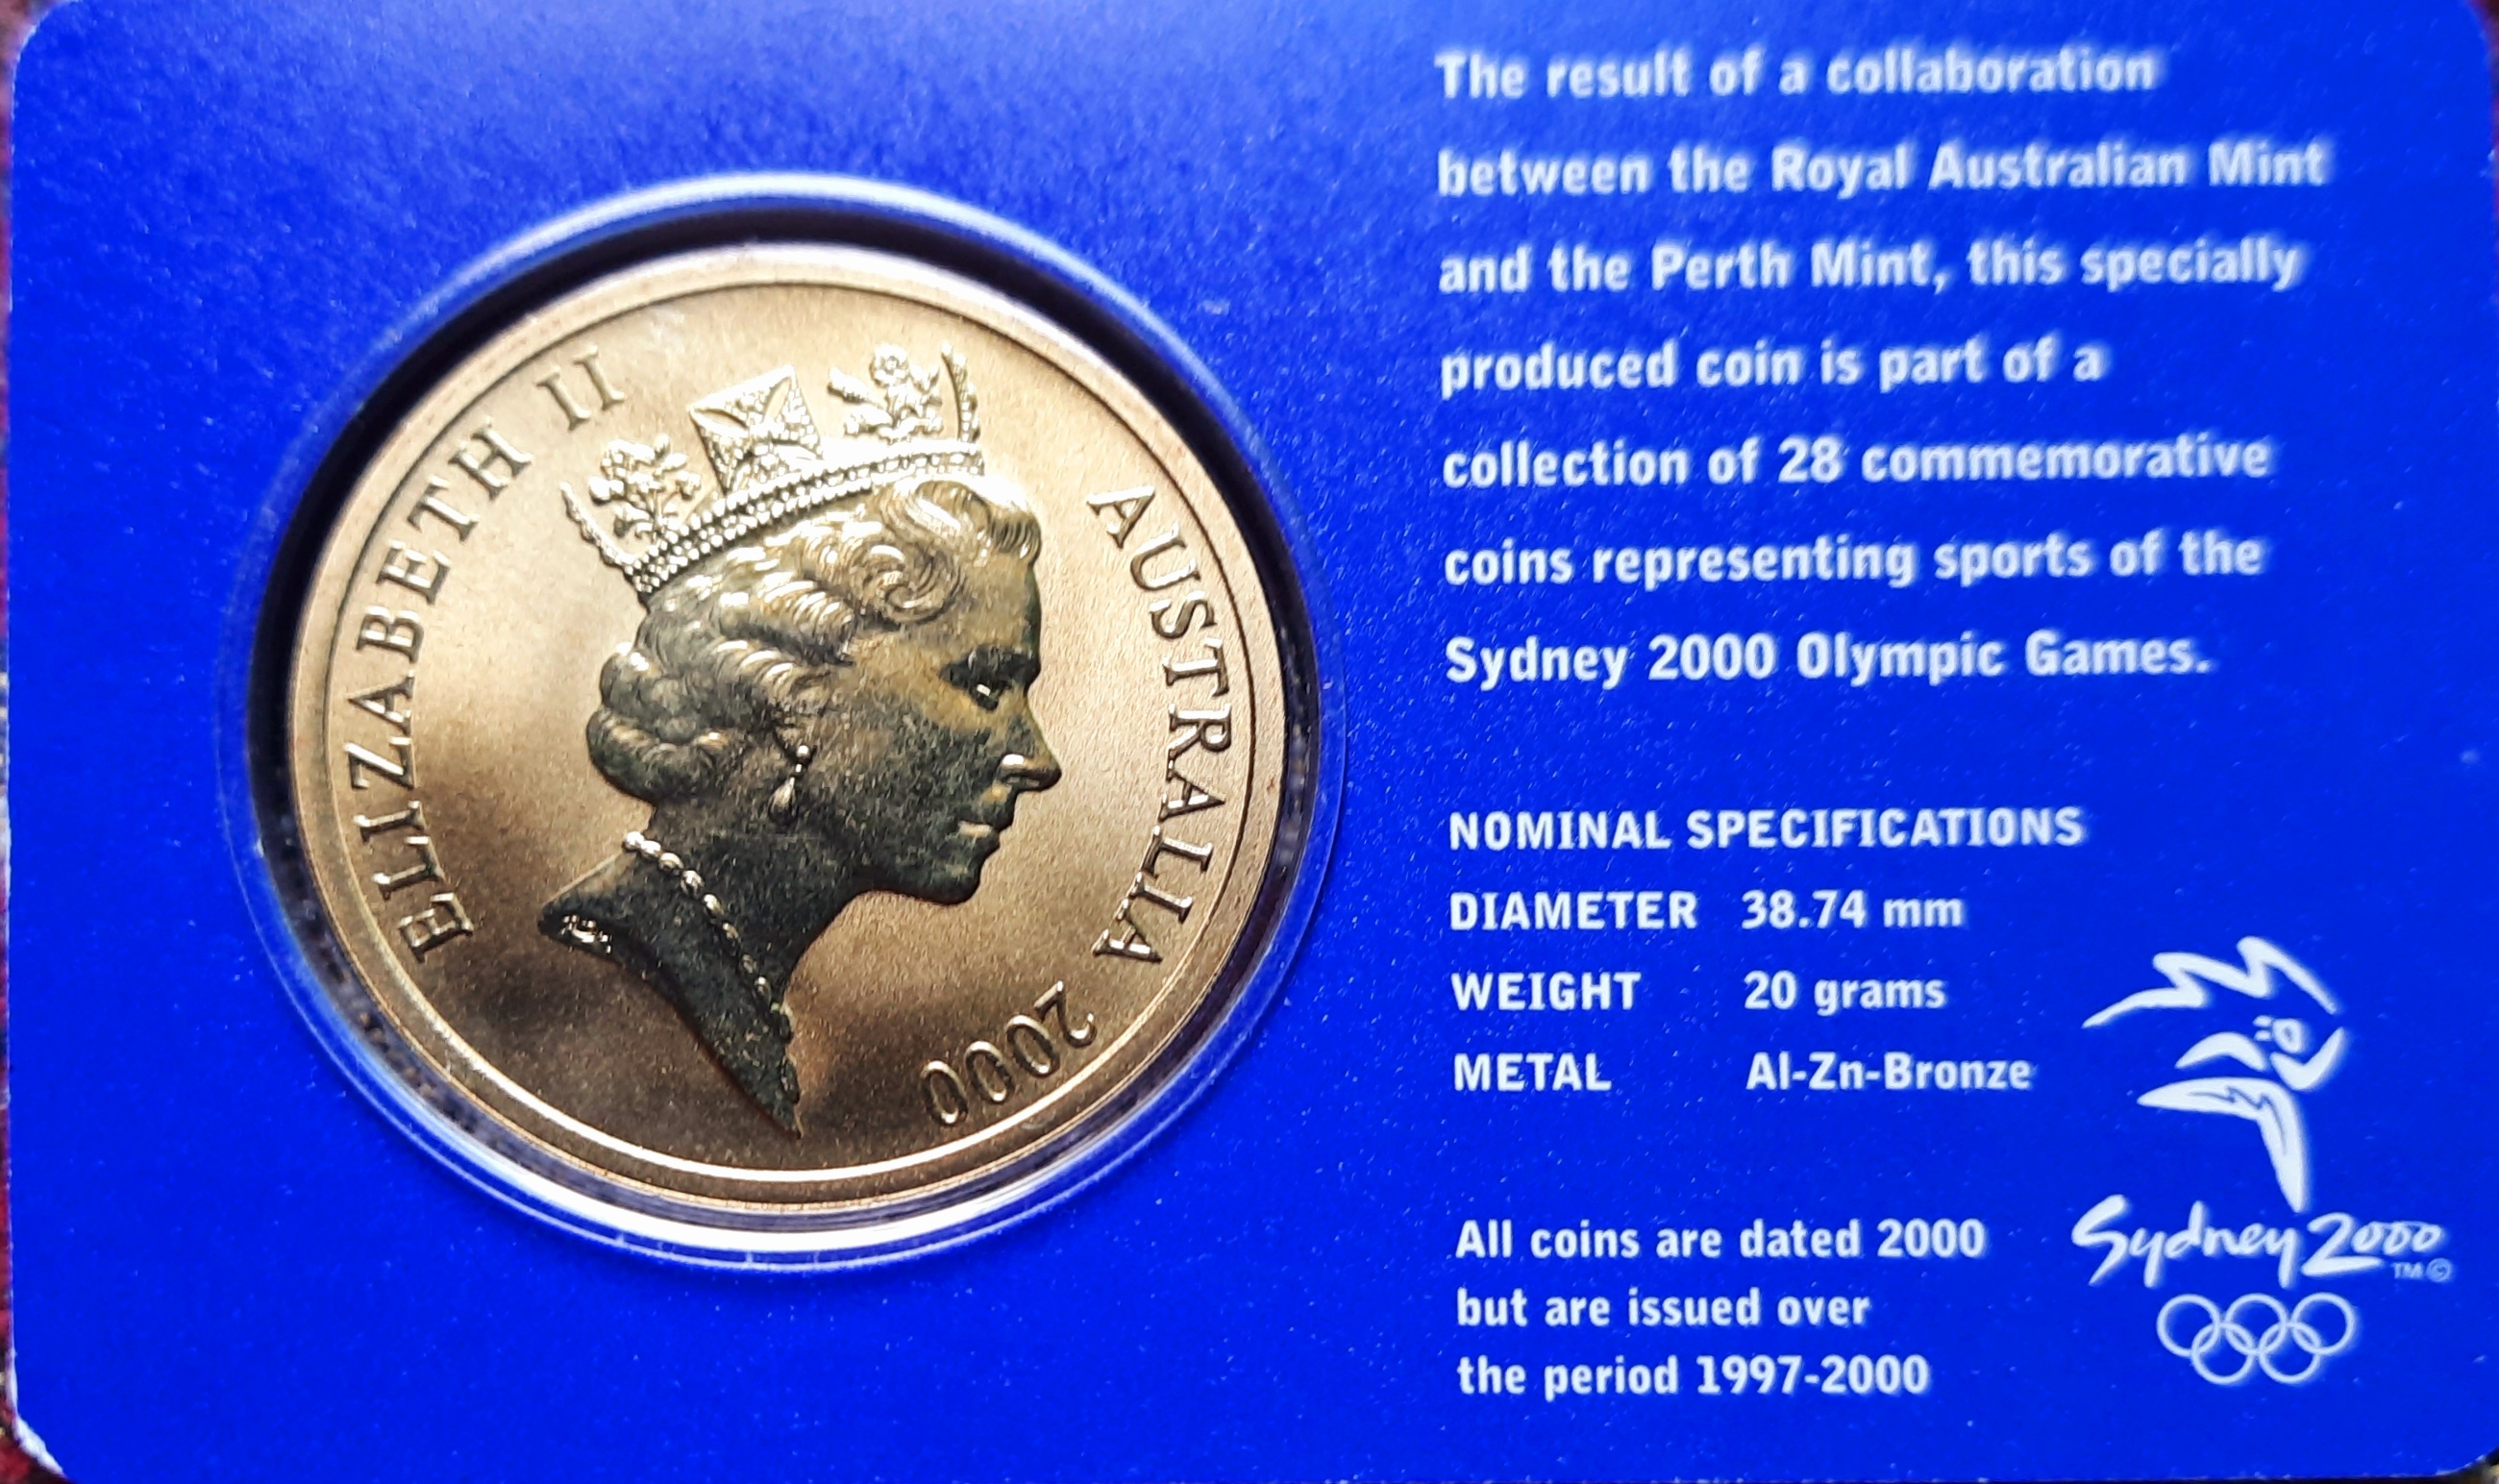 ELIZABETH II
AUSTRALIA
2000
The result of a collaboration
between the Royal Australian Mint
and the Perth Mint, this specially
produced coin is part of a
collection of 28 commemorative
coins representing sports of the
Sydney 2000 Olympic Games.
NOMINAL SPECIFICATIONS
DIAMETER 38.74 mm
WEIGHT 20 grams
METAL Al-Zn-Bronze
All coins are dated 2000
but are issued over
the period 1997-2000
Sydney 2000
TM ©